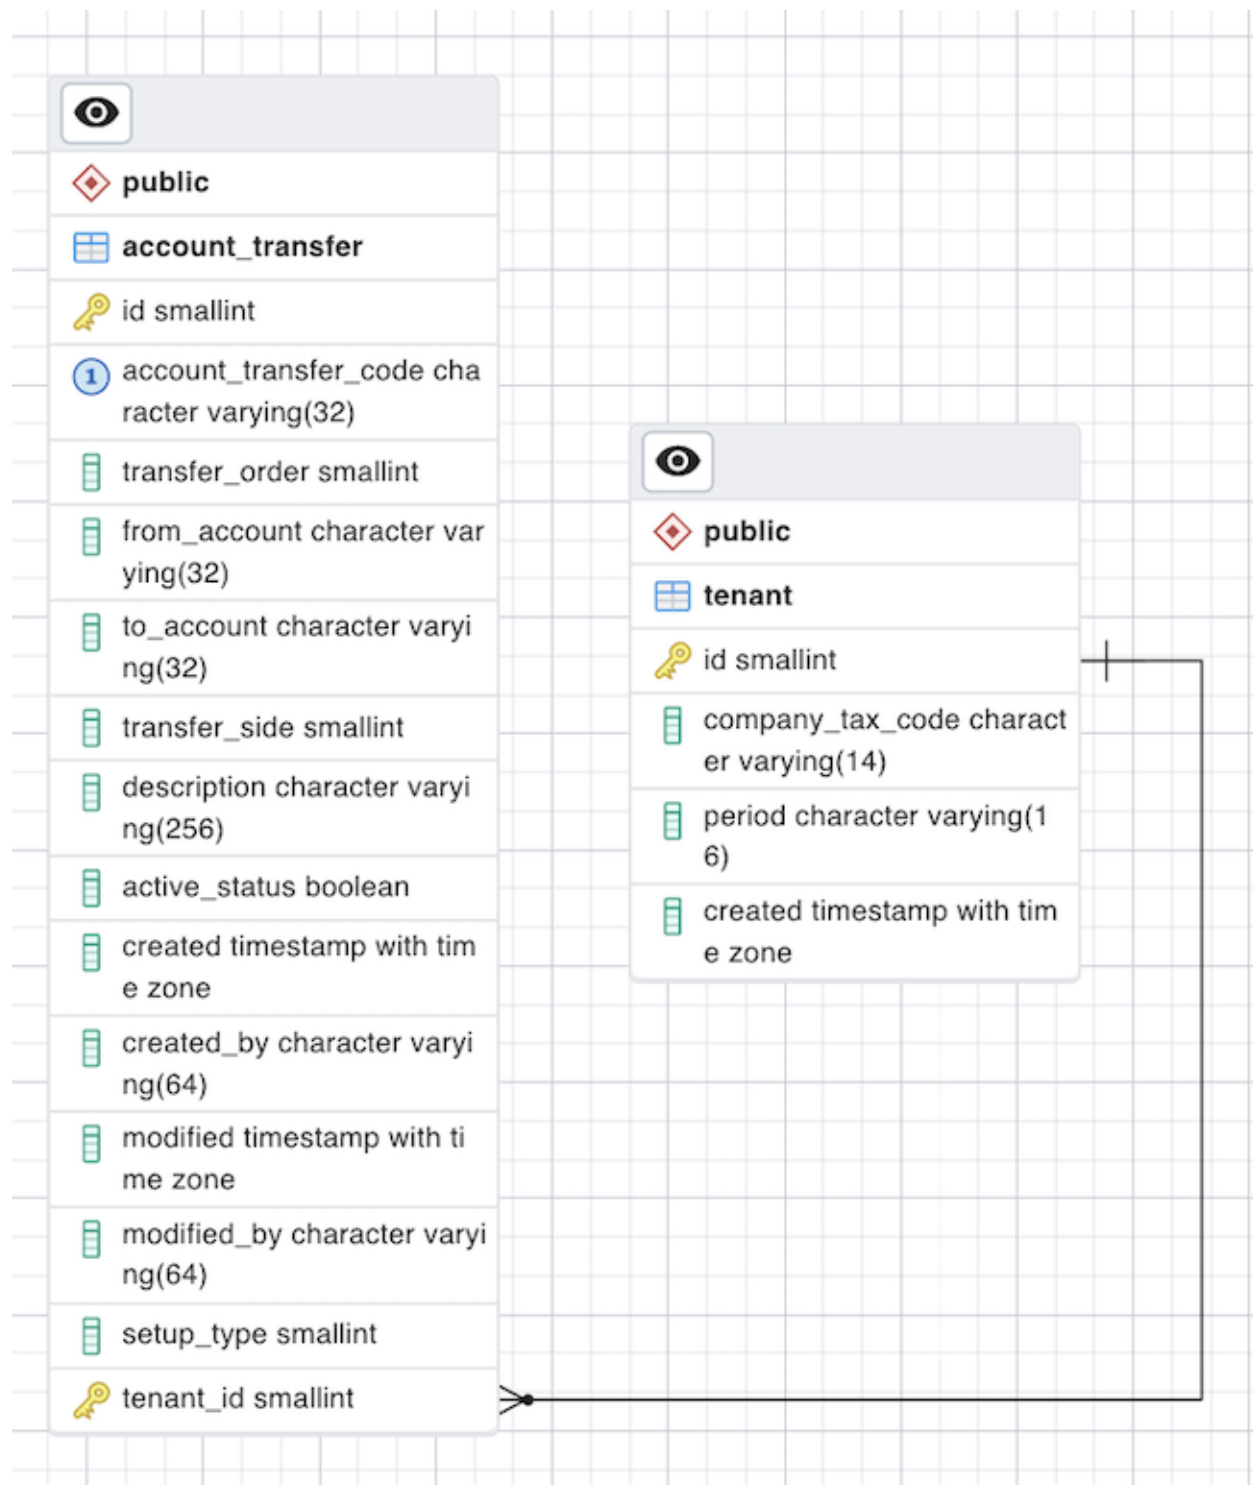 public
account_transfer
id smallint
1
account_transfer_code cha
racter varying(32)
transfer_order smallint
from_account character var
ying(32)
to_account character varyi
ng(32)
transfer_side smallint
description character varyi
ng(256)
active_status boolean
created timestamp with tim
e zone
created_by character varyi
ng(64)
modified timestamp with ti
me zone
modified_by character varyi
ng(64)
setup_type smallint
tenant_id smallint
public
tenant
id smallint
company_tax_code charact
er varying(14)
period character varying(1
6)
created timestamp with tim
e zone